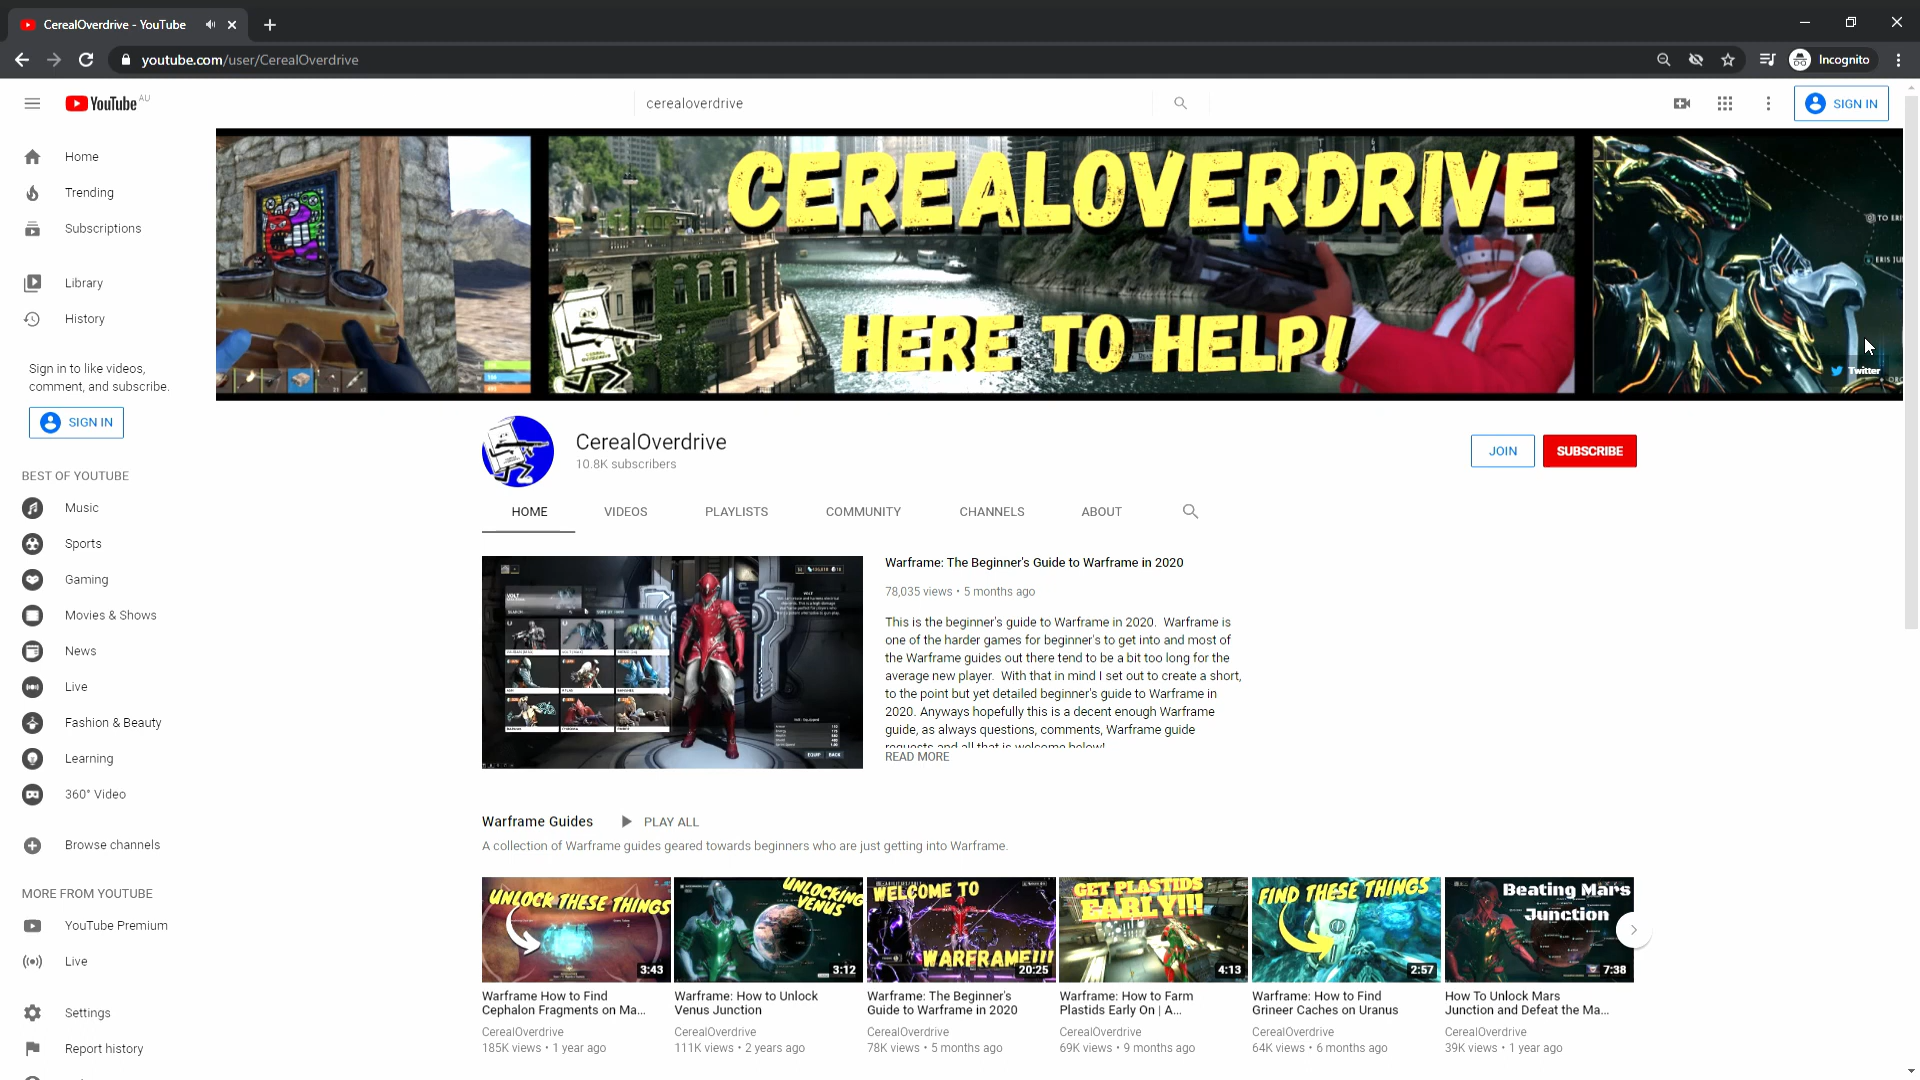 CerealOverdrive - YouTube
youtube.com/user/CerealOverdrive
Incognito
YouTube AU
cerealoverdrive
SIGN IN
Home
Trending
Subscriptions
Library
History
Sign in to like videos,
comment, and subscribe.
SIGN IN
BEST OF YOUTUBE
Music
Sports
Gaming
Movies & Shows
News
Live
Fashion & Beauty
Learning
360° Video
Browse channels
MORE FROM YOUTUBE
YouTube Premium
Live
Settings
Report history
CEREALOVERDRIVE
HERE TO HELP!
Twitter
CerealOverdrive
10.8K subscribers
JOIN
SUBSCRIBE
HOME
VIDEOS
PLAYLISTS
COMMUNITY
CHANNELS
ABOUT
Warframe: The Beginner's Guide to Warframe in 2020
78,035 views • 5 months ago
This is the beginner's guide to Warframe in 2020. Warframe is
one of the harder games for beginner's to get into and most of
the Warframe guides out there tend to be a bit too long for the
average new player. With that in mind I set out to create a short,
to the point but yet detailed beginner's guide to Warframe in
2020. Anyways hopefully this is a decent enough Warframe
guide, as always questions, comments, Warframe guide
requests and all that is welcome below!
READ MORE
Warframe Guides
PLAY ALL
A collection of Warframe guides geared towards beginners who are just getting into Warframe.
UNLOCK THESE THINGS
3:43
Warframe How to Find
Cephalon Fragments on Ma...
CerealOverdrive
185K views • 1 year ago
UNLOCKING
VENUS
3:12
Warframe: How to Unlock
Venus Junction
CerealOverdrive
111K views • 2 years ago
WELCOME TO
WARFRAME!!!
20:25
Warframe: The Beginner's
Guide to Warframe in 2020
CerealOverdrive
78K views • 5 months ago
GET PLASTIDS
EARLY!!!
4:13
Warframe: How to Farm
Plastids Early On | A...
CerealOverdrive
69K views • 9 months ago
FIND THESE THINGS
2:57
Warframe: How to Find
Grineer Caches on Uranus
CerealOverdrive
64K views • 6 months ago
Beating Mars
Junction
7:38
How To Unlock Mars
Junction and Defeat the Ma...
CerealOverdrive
39K views • 1 year ago